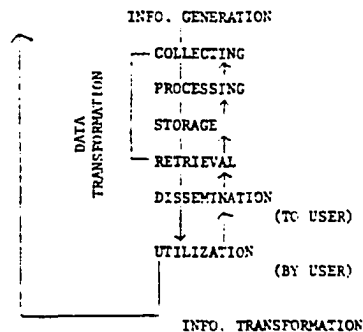 INFO. GENERATION
COLLECTING
PROCESSING
STORAGE
RETRIEVAL
DATA
TRANSFORMATION
DISSEMINATION
(TO USER)
UTILIZATION
(BY USER)
INFO. TRANSFORMATION